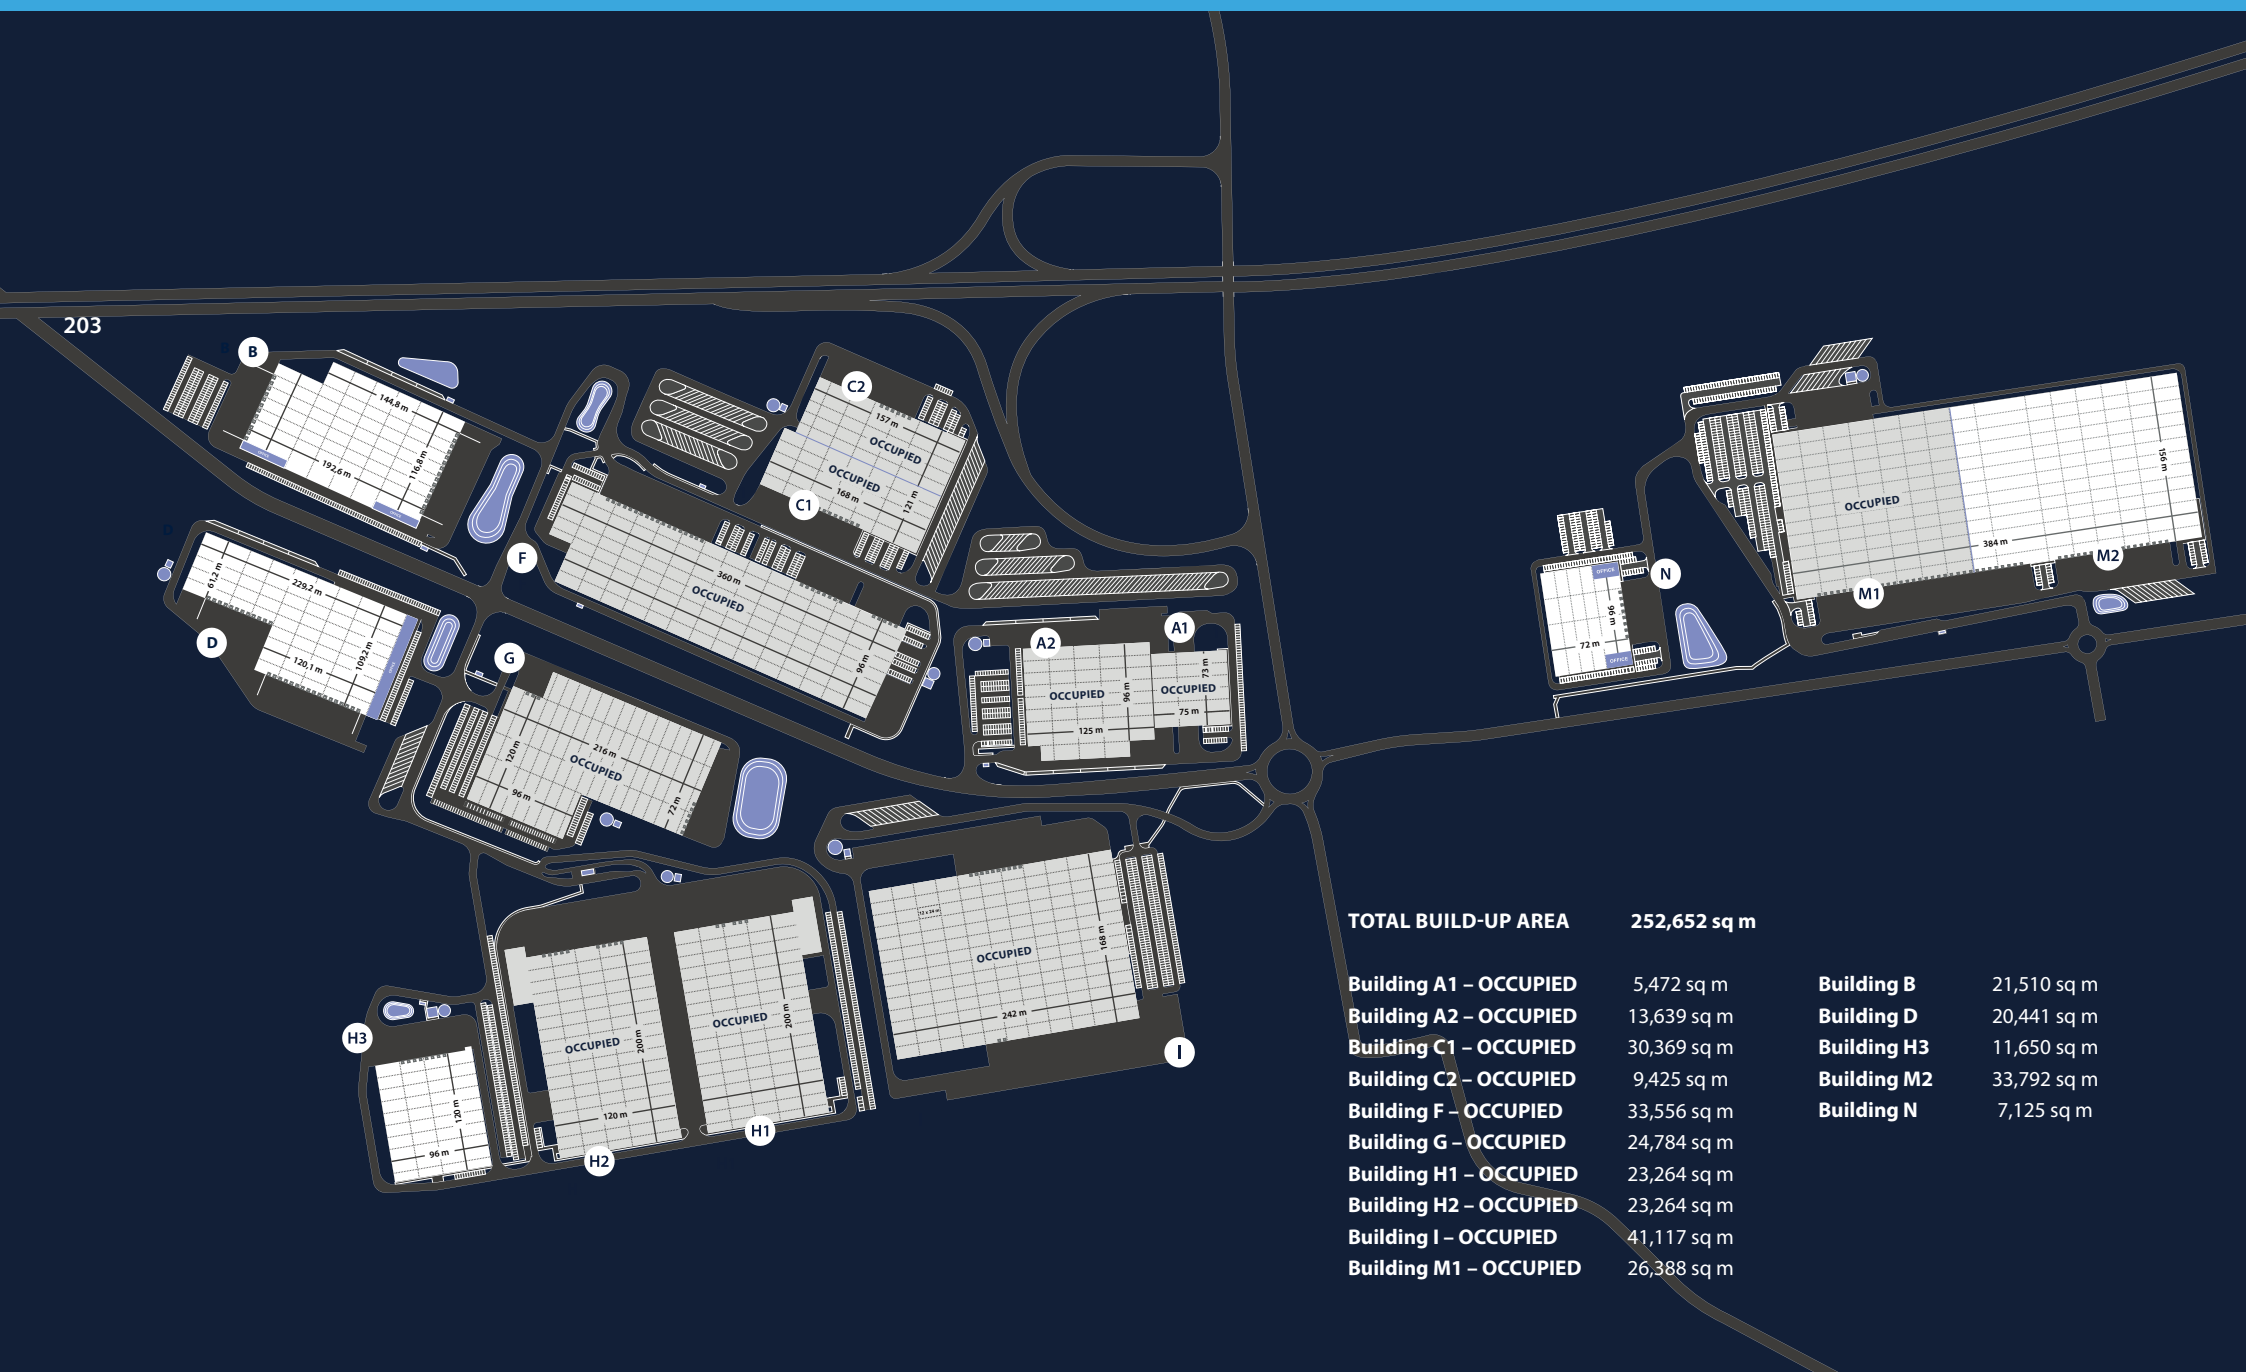 203
B
144,8 m
192,6 m
116,8 m
OFFICE
OFFICE
C2
157 m
OCCUPIED
OCCUPIED
168 m
121 m
C1
D
61,2 m
229,2 m
120,1 m
109,2 m
OFFICE
F
360 m
OCCUPIED
96 m
G
120 m
216 m
OCCUPIED
96 m
72 m
A2
A1
OCCUPIED
96 m
125 m
OCCUPIED
73 m
75 m
N
OFFICE
96 m
72 m
OFFICE
OCCUPIED
156 m
384 m
M1
M2
12 x 24 m
OCCUPIED
168 m
242 m
I
H3
120 m
96 m
OCCUPIED
200 m
120 m
H2
OCCUPIED
200 m
H1
TOTAL BUILD-UP AREA 252,652 sq m
Building A1 – OCCUPIED 5,472 sq m
Building A2 – OCCUPIED 13,639 sq m
Building C1 – OCCUPIED 30,369 sq m
Building C2 – OCCUPIED 9,425 sq m
Building F – OCCUPIED 33,556 sq m
Building G – OCCUPIED 24,784 sq m
Building H1 – OCCUPIED 23,264 sq m
Building H2 – OCCUPIED 23,264 sq m
Building I – OCCUPIED 41,117 sq m
Building M1 – OCCUPIED 26,388 sq m
Building B 21,510 sq m
Building D 20,441 sq m
Building H3 11,650 sq m
Building M2 33,792 sq m
Building N 7,125 sq m